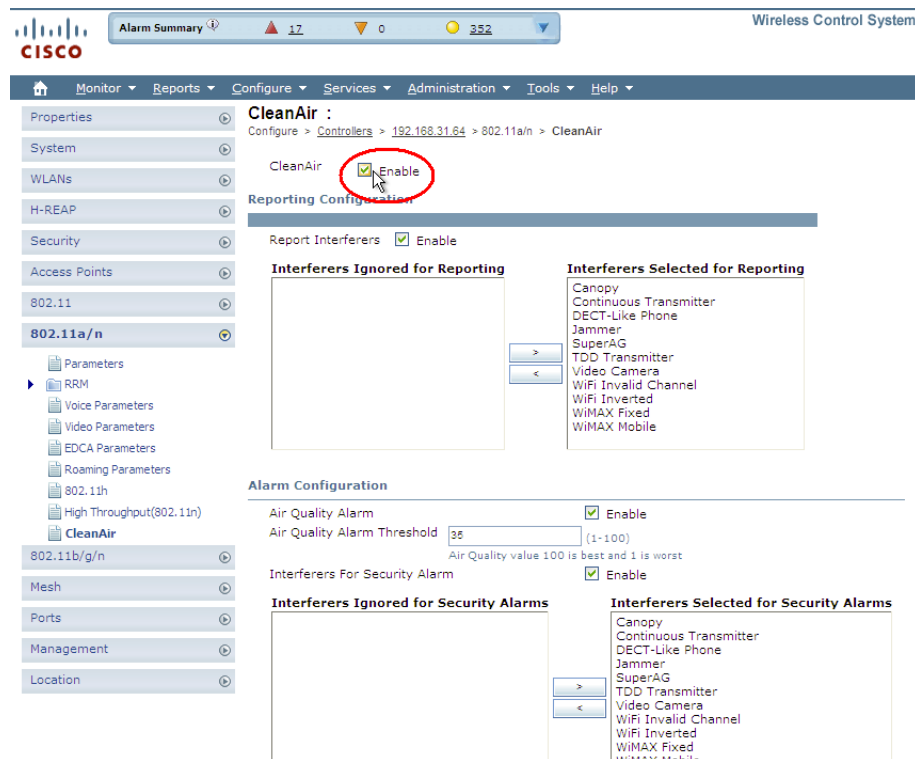 Alarm Summary 17 0 352
Wireless Control System
CISCO
Monitor Reports Configure Services Administration Tools Help
Properties
System
WLANs
H-REAP
Security
Access Points
802.11
802.11a/n
Parameters
RRM
Voice Parameters
Video Parameters
EDCA Parameters
Roaming Parameters
802.11h
High Throughput(802.11n)
CleanAir
802.11b/g/n
Mesh
Ports
Management
Location
CleanAir :
Configure > Controllers > 192.168.31.64 > 802.11a/n > CleanAir
CleanAir Enable
Reporting Configuration
Report Interferers Enable
Interferers Ignored for Reporting
>
<
Interferers Selected for Reporting
Canopy
Continuous Transmitter
DECT-Like Phone
Jammer
SuperAG
TDD Transmitter
Video Camera
WiFi Invalid Channel
WiFi Inverted
WiMAX Fixed
WiMAX Mobile
Alarm Configuration
Air Quality Alarm Enable
Air Quality Alarm Threshold 35 (1-100)
Air Quality value 100 is best and 1 is worst
Interferers For Security Alarm Enable
Interferers Ignored for Security Alarms
>
<
Interferers Selected for Security Alarms
Canopy
Continuous Transmitter
DECT-Like Phone
Jammer
SuperAG
TDD Transmitter
Video Camera
WiFi Invalid Channel
WiFi Inverted
WiMAX Fixed
WiMAX Mobile